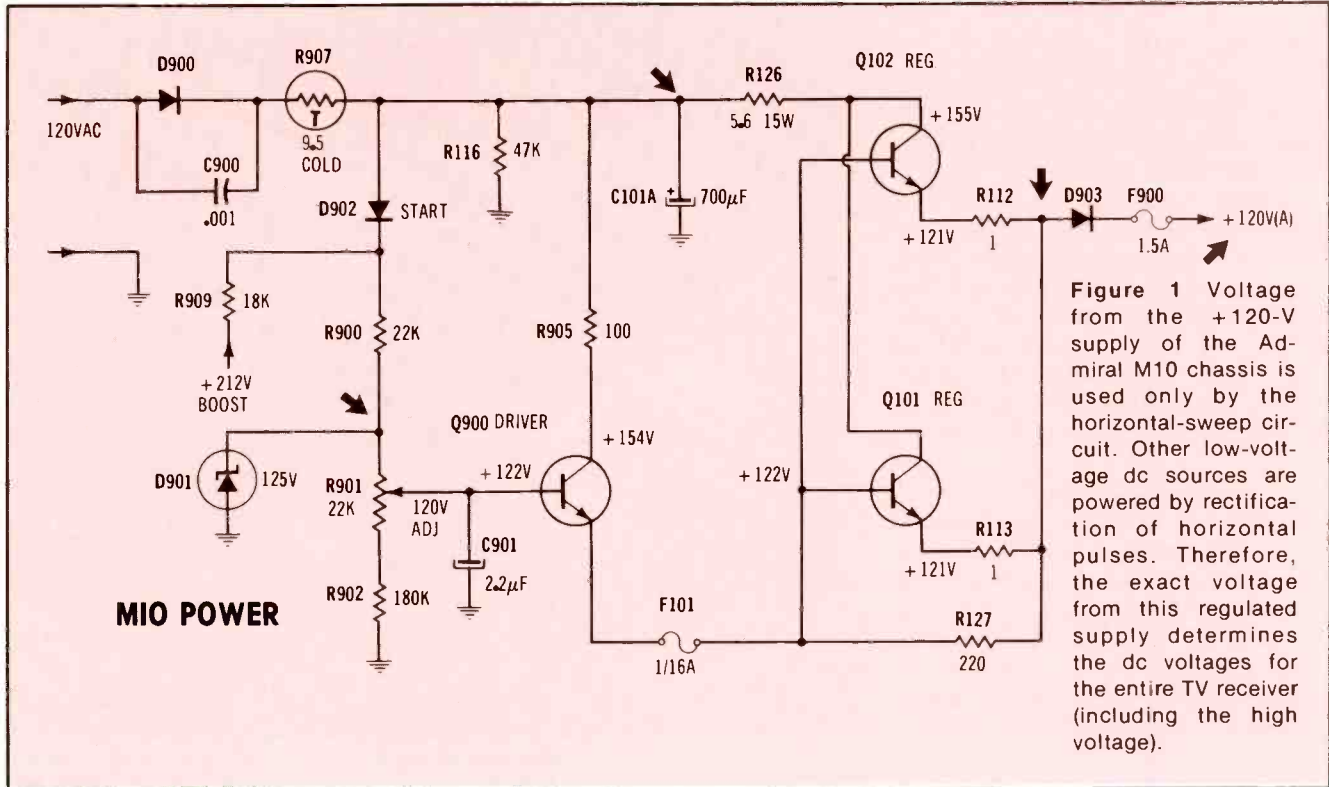 D900
R907
120VAC
T
9.5
COLD
C900
.001
D902
START
R116
47K
C101A
+
700µF
R126
5.6 15W
Q102 REG
+155V
R112
1
D903
F900
+120V(A)
1.5A
+121V
R909
18K
R900
22K
R905
100
+212V
BOOST
Q900 DRIVER
+154V
Q101 REG
D901
125V
R901
22K
120V
ADJ
+122V
+122V
C901
2.2µF
R113
1
+121V
R902
180K
MIO POWER
F101
1/16A
R127
220
Figure 1 Voltage
from the +120-V
supply of the Ad-
miral M10 chassis is
used only by the
horizontal-sweep cir-
cuit. Other low-volt-
age dc sources are
powered by rectifica-
tion of horizontal
pulses. Therefore,
the exact voltage
from this regulated
supply determines
the dc voltages for
the entire TV receiver
(including the high
voltage).